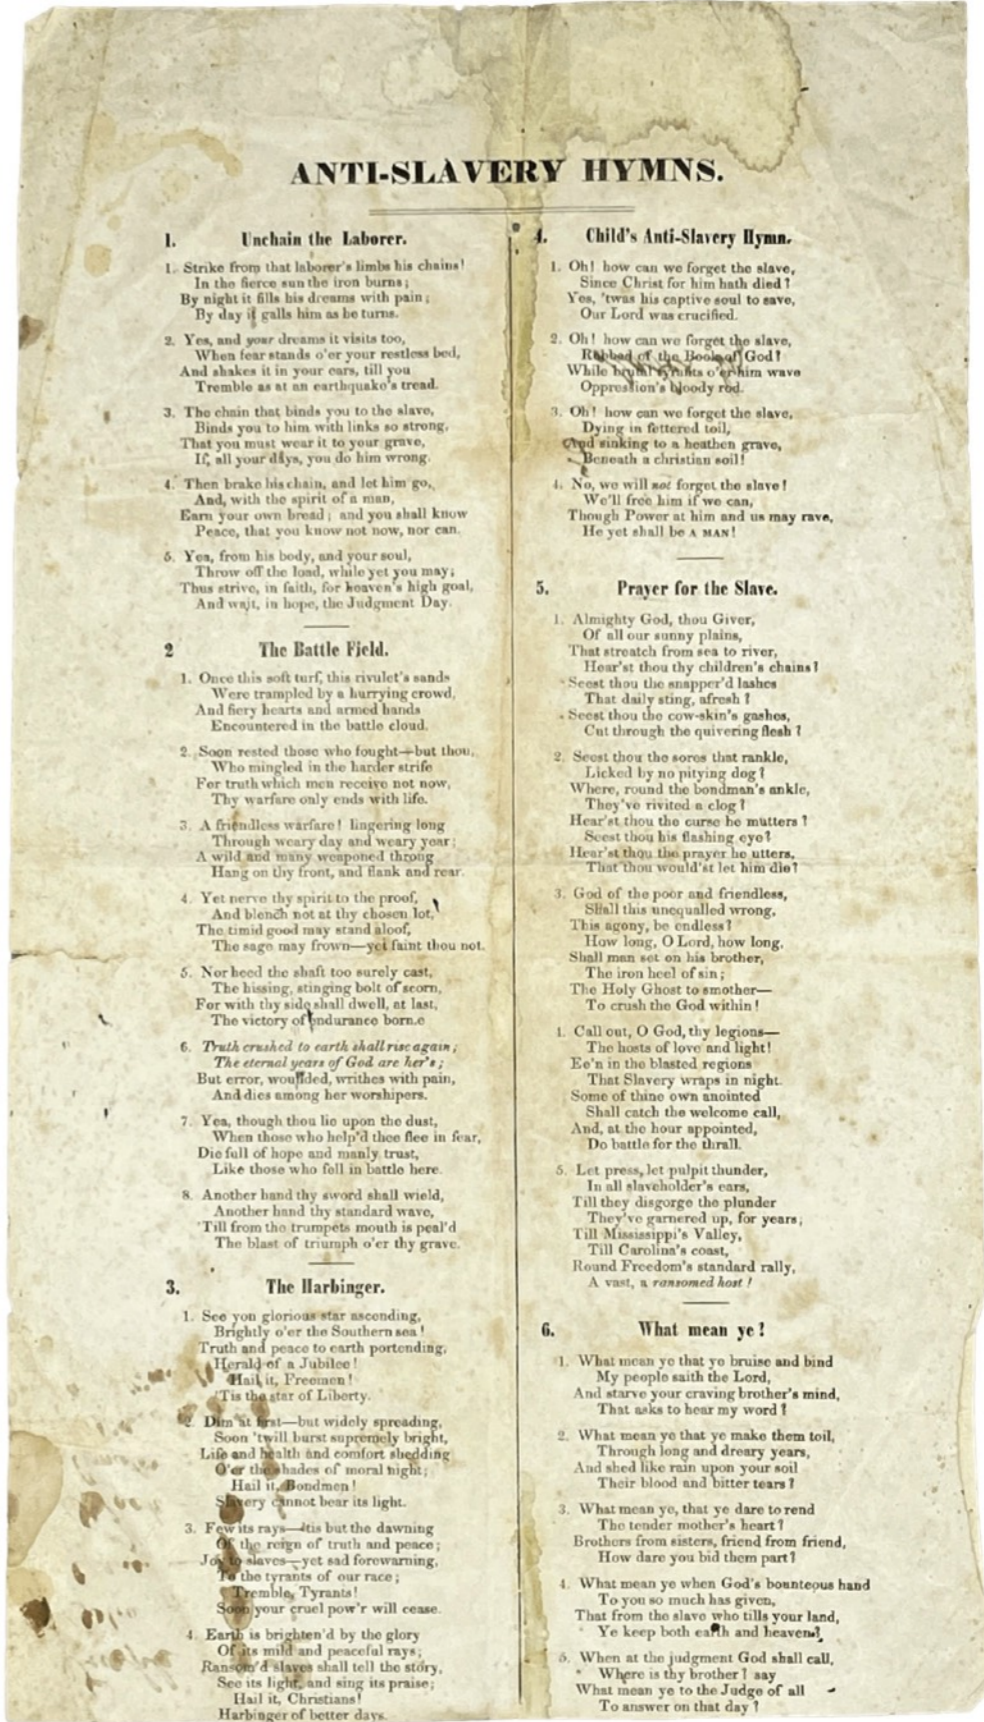 ANTI-SLAVERY HYMNS.
1. Unchain the Laborer.
1. Strike from that laborer's limbs his chains!
In the fierce sun the iron burns;
By night it fills his dreams with pain;
By day it galls him as he turns.
2. Yes, and your dreams it visits too,
When fear stands o'er your restless bed,
And shakes it in your ears, till you
Tremble as at an earthquake's tread.
3. The chain that binds you to the slave,
Binds you to him with links so strong,
That you must wear it to your grave,
If, all your days, you do him wrong.
4. Then brake his chain, and let him go,
And, with the spirit of a man,
Earn your own bread; and you shall know
Peace, that you know not now, nor can.
5. Yea, from his body, and your soul,
Throw off the load, while yet you may;
Thus strive, in faith, for heaven's high goal,
And wait, in hope, the Judgment Day.
2 The Battle Field.
1. Once this soft turf, this rivulet's sands
Were trampled by a hurrying crowd,
And fiery hearts and armed hands
Encountered in the battle cloud.
2. Soon rested those who fought—but thou,
Who mingled in the harder strife
For truth which men receive not now,
Thy warfare only ends with life.
3. A friendless warfare! lingering long
Through weary day and weary year;
A wild and many weaponed throng
Hang on thy front, and flank and rear.
4. Yet nerve thy spirit to the proof,
And blench not at thy chosen lot,
The timid good may stand aloof,
The sage may frown—yet faint thou not.
5. Nor heed the shaft too surely cast,
The hissing, stinging bolt of scorn,
For with thy side shall dwell, at last,
The victory of endurance born.e
6. Truth crushed to earth shall rise again;
The eternal years of God are her's;
But error, wounded, writhes with pain,
And dies among her worshipers.
7. Yea, though thou lie upon the dust,
When those who help'd thee flee in fear,
Die full of hope and manly trust,
Like those who fell in battle here.
8. Another hand thy sword shall wield,
Another hand thy standard wave,
'Till from the trumpets mouth is peal'd
The blast of triumph o'er thy grave.
3. The Harbinger.
1. See yon glorious star ascending,
Brightly o'er the Southern sea!
Truth and peace to earth portending,
Herald of a Jubilee!
Hail it, Freemen!
'Tis the star of Liberty.
2. Dim at first—but widely spreading,
Soon 'twill burst supremely bright,
Life and health and comfort shedding
O'er the shades of moral night;
Hail it, Bondmen!
Slavery cannot bear its light.
3. Few its rays—'tis but the dawning
Of the reign of truth and peace;
Joy to slaves—yet sad forewarning,
To the tyrants of our race;
Tremble, Tyrants!
Soon your cruel pow'r will cease.
4. Earth is brighten'd by the glory
Of its mild and peaceful rays;
Ransom'd slaves shall tell the story,
See its light, and sing its praise;
Hail it, Christians!
Harbinger of better days.
4. Child's Anti-Slavery Hymn.
1. Oh! how can we forget the slave,
Since Christ for him hath died?
Yes, 'twas his captive soul to save,
Our Lord was crucified.
2. Oh! how can we forget the slave,
Robbed of the Book of God?
While brutal tyrants o'er him wave
Oppression's bloody rod.
3. Oh! how can we forget the slave,
Dying in fettered toil,
And sinking to a heathen grave,
Beneath a christian soil!
4. No, we will not forget the slave!
We'll free him if we can,
Though Power at him and us may rave,
He yet shall be A MAN!
5. Prayer for the Slave.
1. Almighty God, thou Giver,
Of all our sunny plains,
That streatch from sea to river,
Hear'st thou thy children's chains?
Seest thou the snapper'd lashes
That daily sting, afresh?
Seest thou the cow-skin's gashes,
Cut through the quivering flesh?
2. Seest thou the sores that rankle,
Licked by no pitying dog?
Where, round the bondman's ankle,
They've rivited a clog?
Hear'st thou the curse he mutters?
Seest thou his flashing eye?
Hear'st thou the prayer he utters,
That thou would'st let him die?
3. God of the poor and friendless,
Shall this unequalled wrong,
This agony, be endless?
How long, O Lord, how long,
Shall man set on his brother,
The iron heel of sin;
The Holy Ghost to smother—
To crush the God within!
4. Call out, O God, thy legions—
The hosts of love and light!
Ee'n in the blasted regions
That Slavery wraps in night.
Some of thine own anointed
Shall catch the welcome call,
And, at the hour appointed,
Do battle for the thrall.
5. Let press, let pulpit thunder,
In all slaveholder's ears,
Till they disgorge the plunder
They've garnered up, for years;
Till Mississippi's Valley,
Till Carolina's coast,
Round Freedom's standard rally,
A vast, a ransomed host!
6. What mean ye?
1. What mean ye that ye bruise and bind
My people saith the Lord,
And starve your craving brother's mind,
That asks to hear my word?
2. What mean ye that ye make them toil,
Through long and dreary years,
And shed like rain upon your soil
Their blood and bitter tears?
3. What mean ye, that ye dare to rend
The tender mother's heart?
Brothers from sisters, friend from friend,
How dare you bid them part?
4. What mean ye when God's bounteous hand
To you so much has given,
That from the slave who tills your land,
Ye keep both earth and heaven?
5. When at the judgment God shall call,
Where is thy brother? say
What mean ye to the Judge of all
To answer on that day?